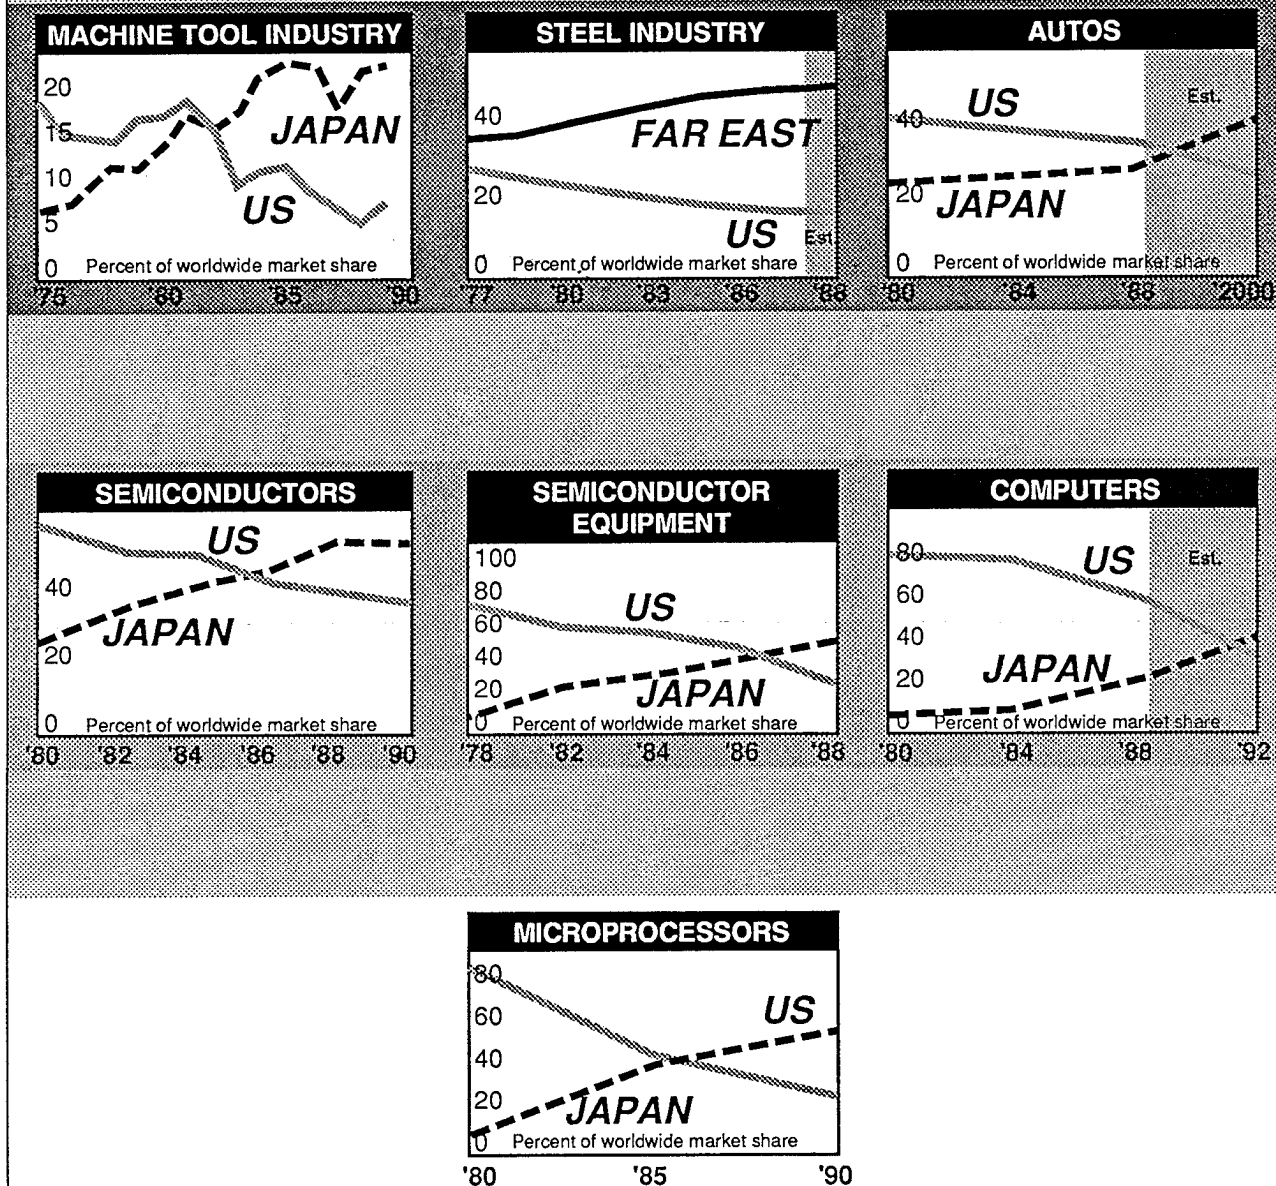 MACHINE TOOL INDUSTRY
20
15
10
5
0
JAPAN
US
Percent of worldwide market share
'75 '80 '85 '90
STEEL INDUSTRY
40
20
0
FAR EAST
US
Est.
Percent of worldwide market share
'77 '80 '83 '86 '88
AUTOS
40
20
0
US
JAPAN
Est.
Percent of worldwide market share
'80 '84 '88 '2000
SEMICONDUCTORS
40
20
0
US
JAPAN
Percent of worldwide market share
'80 '82 '84 '86 '88 '90
SEMICONDUCTOR
EQUIPMENT
100
80
60
40
20
0
US
JAPAN
Percent of worldwide market share
'78 '82 '84 '86 '88
COMPUTERS
80
60
40
20
0
US
JAPAN
Est.
Percent of worldwide market share
'80 '84 '88 '92
MICROPROCESSORS
80
60
40
20
0
US
JAPAN
Percent of worldwide market share
'80 '85 '90